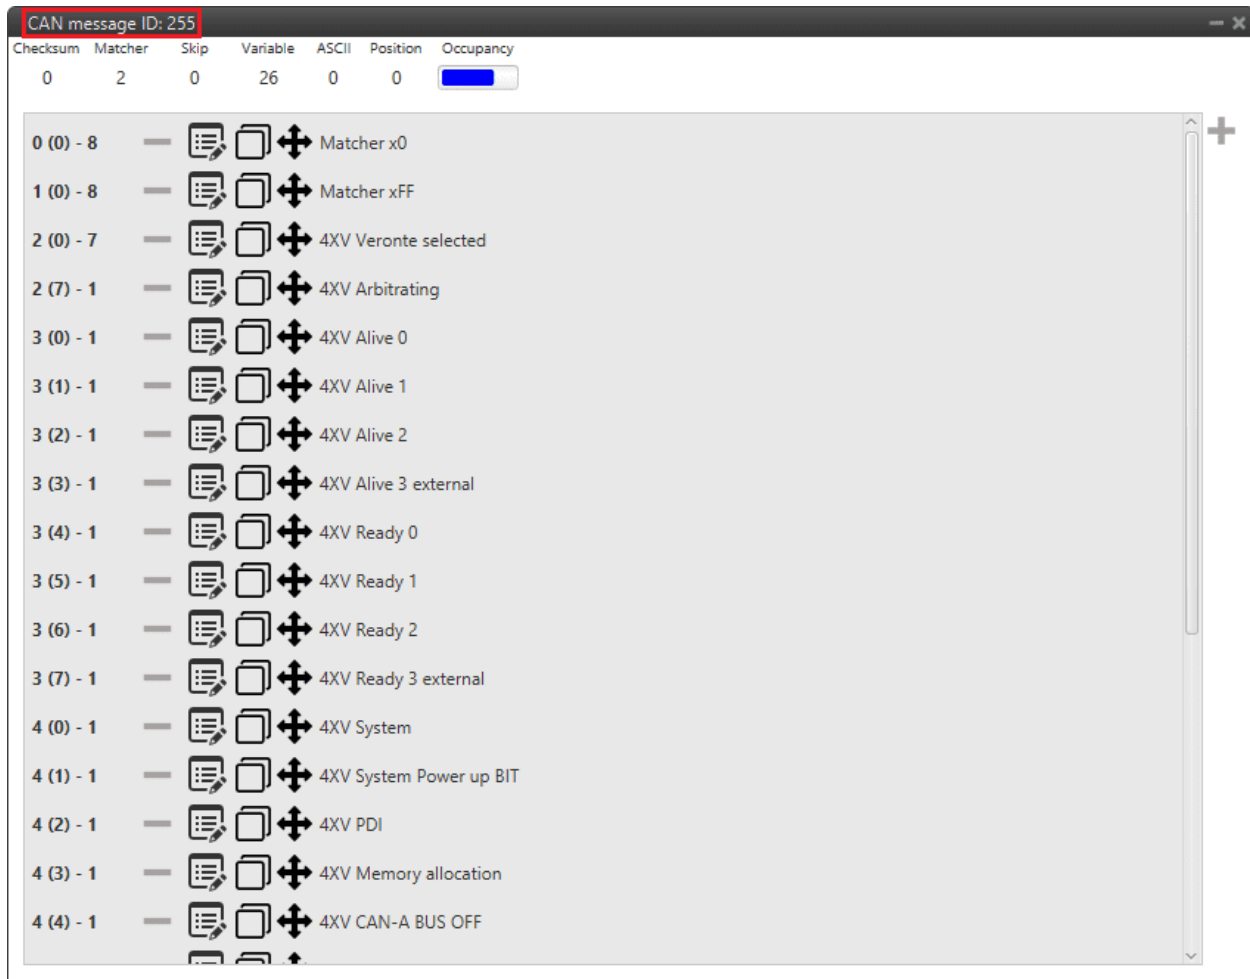 CAN message ID: 255
Checksum Matcher Skip Variable ASCII Position Occupancy
0 2 0 26 0 0
0 (0) - 8 Matcher x0
1 (0) - 8 Matcher xFF
2 (0) - 7 4XV Veronte selected
2 (7) - 1 4XV Arbitrating
3 (0) - 1 4XV Alive 0
3 (1) - 1 4XV Alive 1
3 (2) - 1 4XV Alive 2
3 (3) - 1 4XV Alive 3 external
3 (4) - 1 4XV Ready 0
3 (5) - 1 4XV Ready 1
3 (6) - 1 4XV Ready 2
3 (7) - 1 4XV Ready 3 external
4 (0) - 1 4XV System
4 (1) - 1 4XV System Power up BIT
4 (2) - 1 4XV PDI
4 (3) - 1 4XV Memory allocation
4 (4) - 1 4XV CAN-A BUS OFF